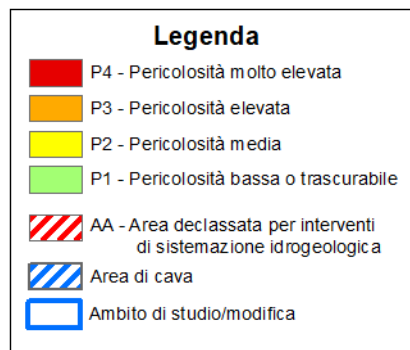 Legenda
P4 - Pericolosità molto elevata
P3 - Pericolosità elevata
P2 - Pericolosità media
P1 - Pericolosità bassa o trascurabile
AA - Area declassata per interventi
di sistemazione idrogeologica
Area di cava
Ambito di studio/modifica